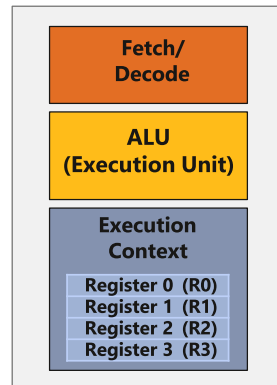 Fetch/
Decode
ALU
(Execution Unit)
Execution
Context
Register 0 (R0)
Register 1 (R1)
Register 2 (R2)
Register 3 (R3)